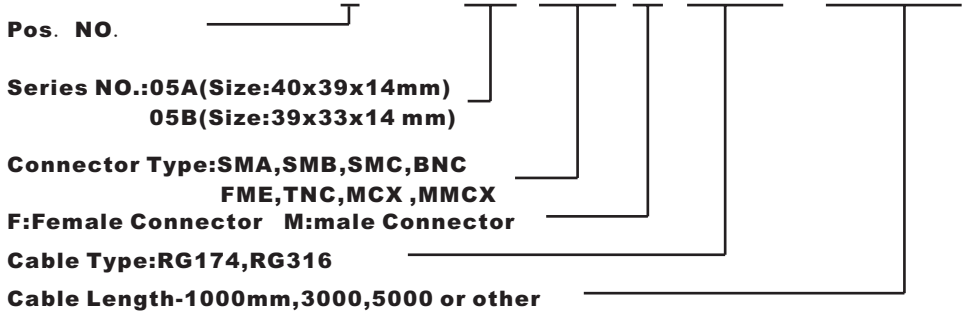 Pos. NO.
Series NO.:05A(Size:40x39x14mm)
05B(Size:39x33x14 mm)
Connector Type:SMA,SMB,SMC,BNC
FME,TNC,MCX ,MMCX
F:Female Connector M:male Connector
Cable Type:RG174,RG316
Cable Length-1000mm,3000,5000 or other